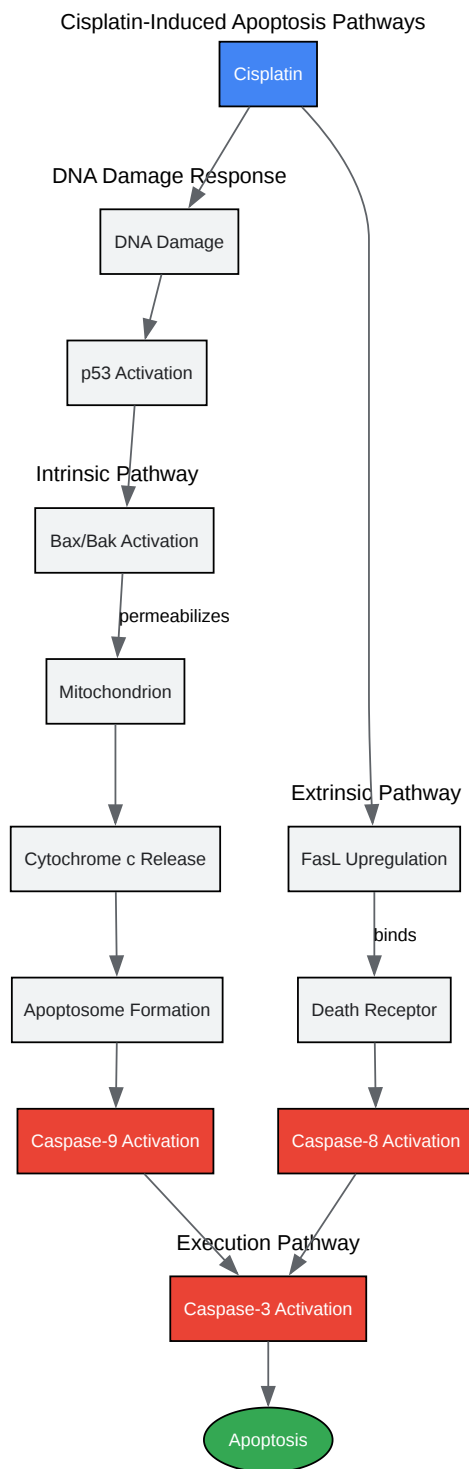 Cisplatin-Induced Apoptosis Pathways
Cisplatin
DNA Damage Response
DNA Damage
p53 Activation
Intrinsic Pathway
Bax/Bak Activation
permeabilizes
Mitochondrion
Extrinsic Pathway
Cytochrome c Release
FasL Upregulation
binds
Apoptosome Formation
Death Receptor
Caspase-9 Activation
Caspase-8 Activation
Execution Pathway
Caspase-3 Activation
Apoptosis